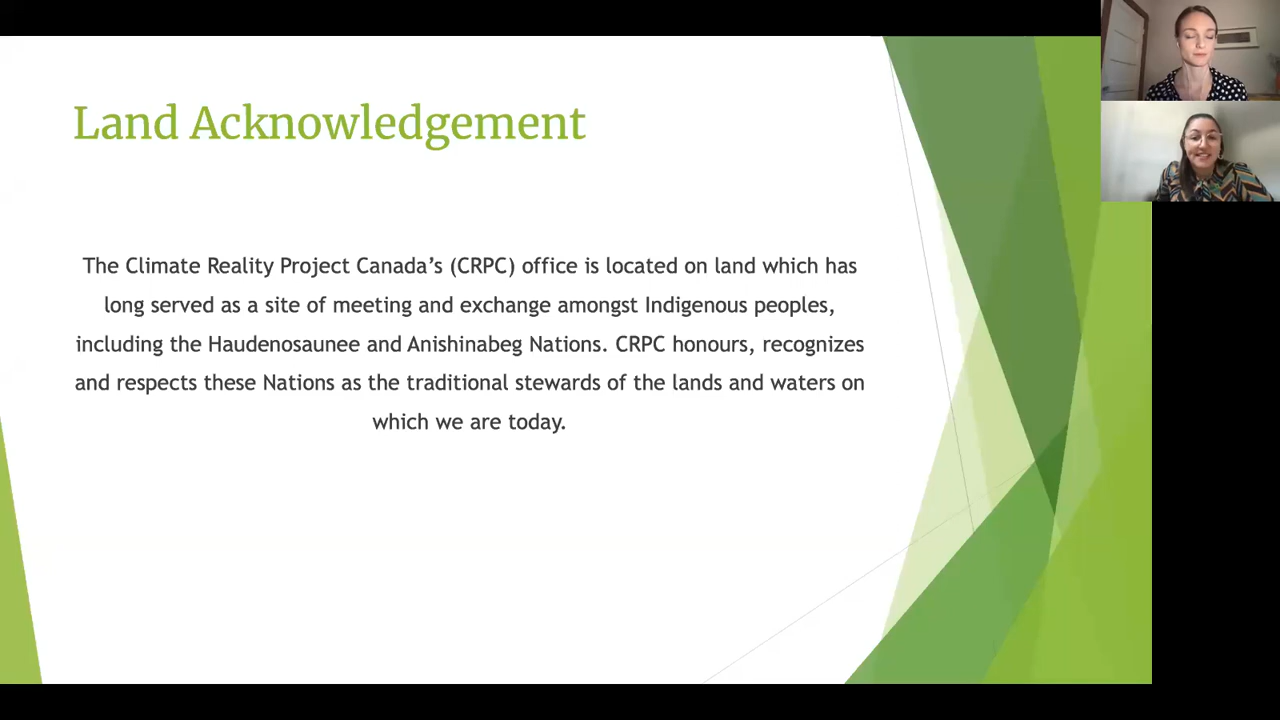 Land Acknowledgement
The Climate Reality Project Canada’s (CRPC) office is located on land which has
long served as a site of meeting and exchange amongst Indigenous peoples,
including the Haudenosaunee and Anishinabeg Nations. CRPC honours, recognizes
and respects these Nations as the traditional stewards of the lands and waters on
which we are today.